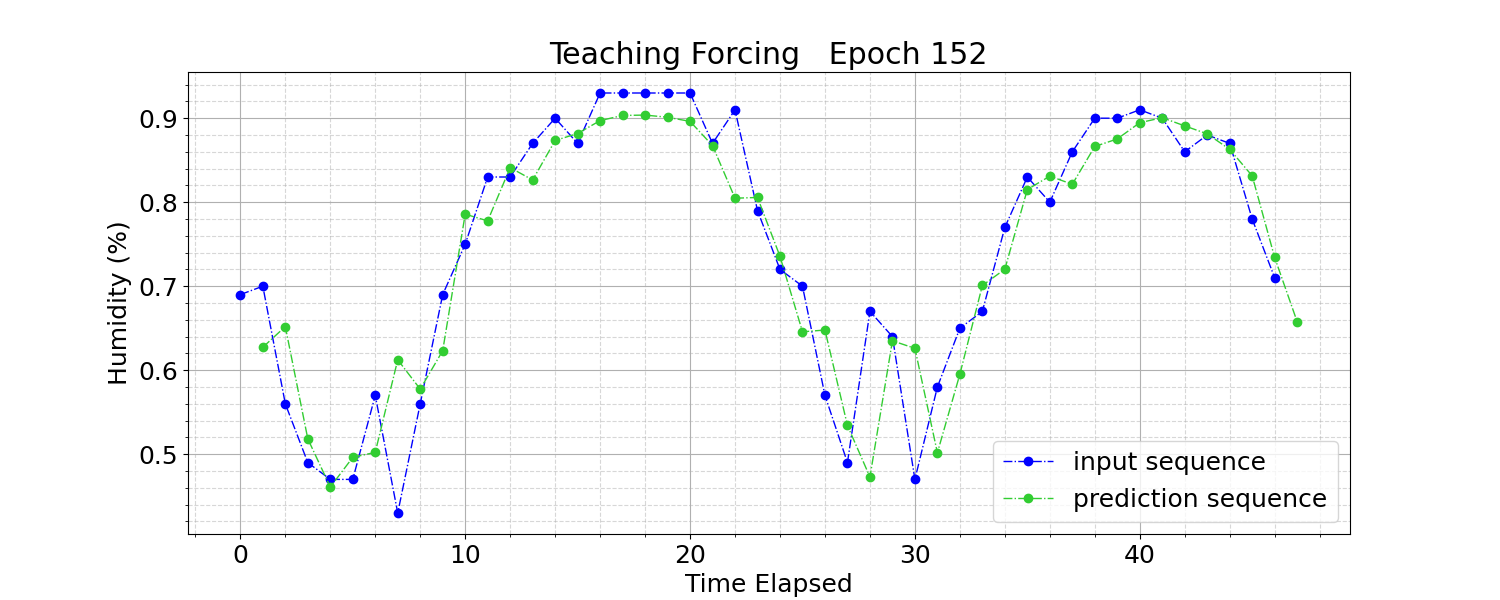 Teaching Forcing   Epoch 152
Humidity (%)
0.9
0.8
0.7
0.6
0.5
0 10 20 30 40
Time Elapsed
input sequence
prediction sequence